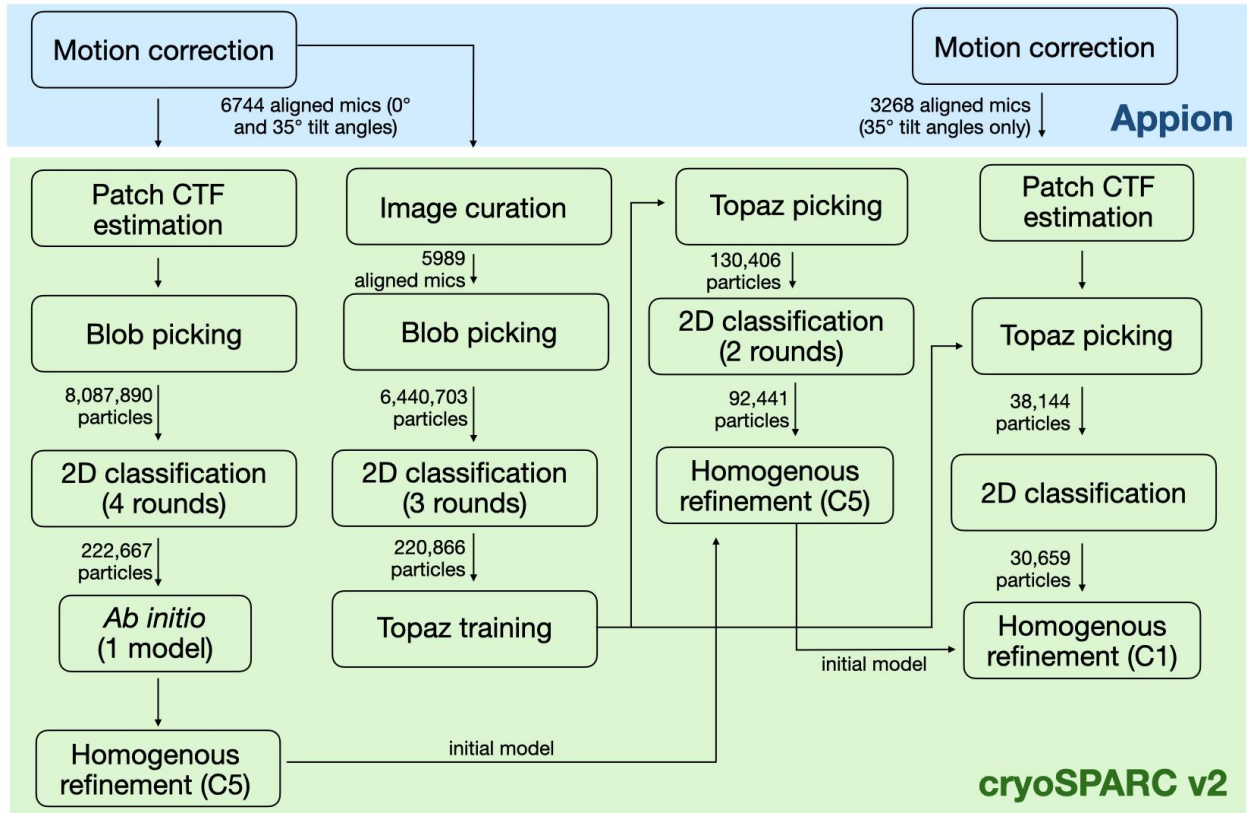 Motion correction
6744 aligned mics (0°
and 35° tilt angles)
Motion correction
3268 aligned mics
(35° tilt angles only)
Appion
Patch CTF
estimation
Blob picking
8,087,890
particles
2D classification
(4 rounds)
222,667
particles
Ab initio
(1 model)
Homogenous
refinement (C5)
initial model
Image curation
5989
aligned mics
Blob picking
6,440,703
particles
2D classification
(3 rounds)
220,866
particles
Topaz training
Topaz picking
130,406
particles
2D classification
(2 rounds)
92,441
particles
Homogenous
refinement (C5)
initial model
Patch CTF
estimation
Topaz picking
38,144
particles
2D classification
30,659
particles
Homogenous
refinement (C1)
cryoSPARC v2